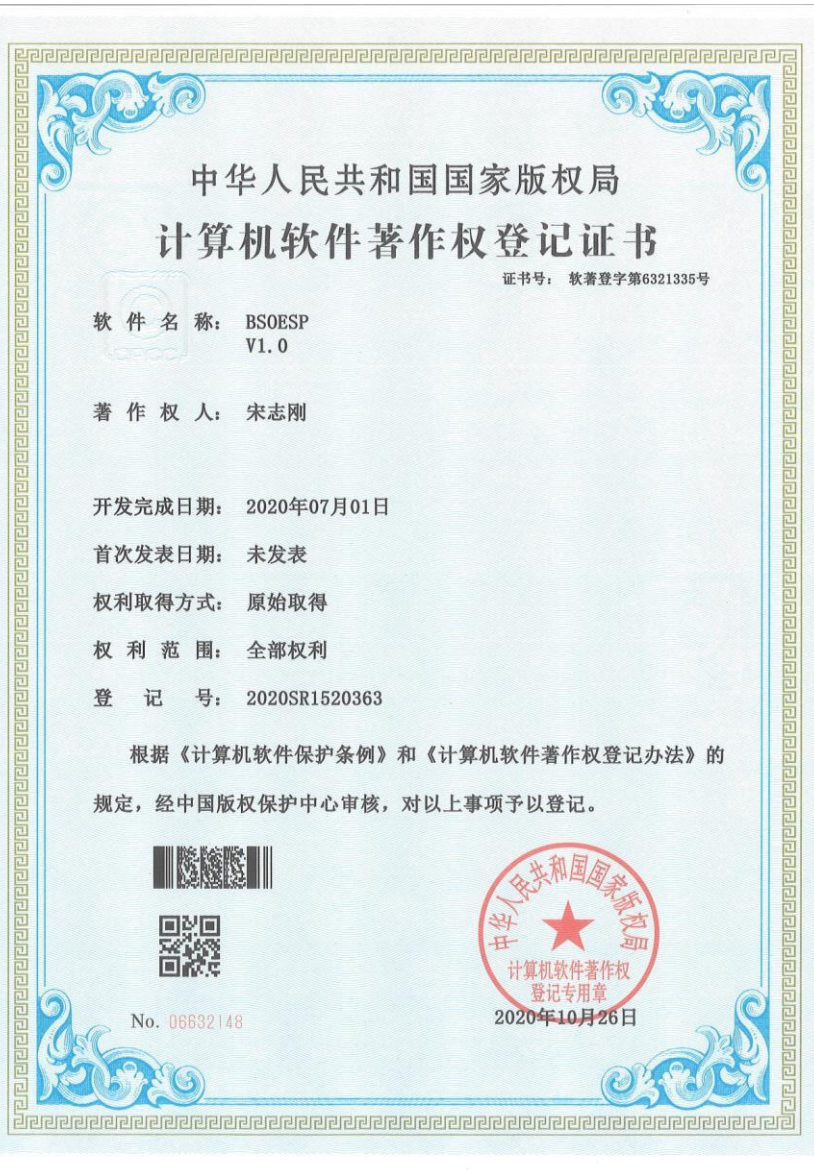 中华人民共和国国家版权局
计算机软件著作权登记证书
证书号： 软著登字第6321335号
软件名称： BSOESP
V1.0
著作权人： 宋志刚
开发完成日期： 2020年07月01日
首次发表日期： 未发表
权利取得方式： 原始取得
权利范围： 全部权利
登记号： 2020SR1520363
根据《计算机软件保护条例》和《计算机软件著作权登记办法》的
规定，经中国版权保护中心审核，对以上事项予以登记。
中华人民共和国国家版权局
计算机软件著作权
登记专用章
No. 06632148
2020年10月26日